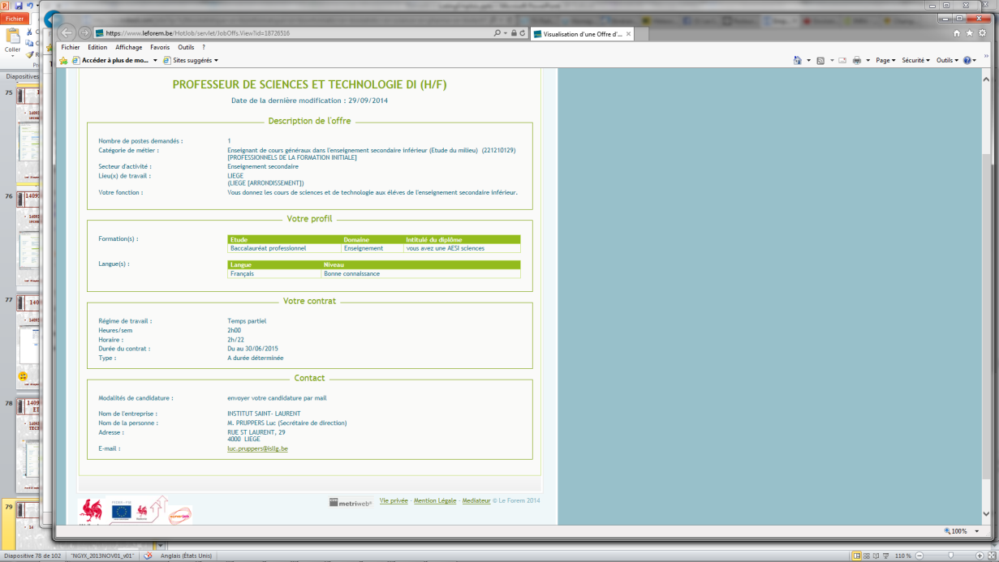 Fichier
Coller
Diapositives
75
76
77
78
79
https://www.leforem.be/HotJob/servlet/JobOffs.View?id=18726516
Visualisation d'une Offre d'...
Fichier Edition Affichage Favoris Outils ?
Accéder à plus de mo... Sites suggérés
Page Sécurité Outils
PROFESSEUR DE SCIENCES ET TECHNOLOGIE DI (H/F)
Date de la dernière modification : 29/09/2014
Description de l'offre
Nombre de postes demandés : 1
Catégorie de métier : Enseignant de cours généraux dans l'enseignement secondaire inférieur (Etude du milieu) (221210129)
[PROFESSIONNELS DE LA FORMATION INITIALE]
Secteur d'activité : Enseignement secondaire
Lieu(x) de travail : LIEGE
(LIEGE [ARRONDISSEMENT])
Votre fonction : Vous donnez les cours de sciences et de technologie aux élèves de l'enseignement secondaire inférieur.
Votre profil
Formation(s) :
Etude Domaine Intitulé du diplôme
Baccalauréat professionnel Enseignement vous avez une AESI sciences
Langue(s) :
Langue Niveau
Français Bonne connaissance
Votre contrat
Régime de travail : Temps partiel
Heures/sem 2h00
Horaire : 2h/22
Durée du contrat : Du au 30/06/2015
Type : A durée déterminée
Contact
Modalités de candidature : envoyer votre candidature par mail
Nom de l'entreprise : INSTITUT SAINT- LAURENT
Nom de la personne : M. PRUPPERS Luc (Secrétaire de direction)
Adresse : RUE ST LAURENT, 29
4000 LIEGE
E-mail : luc.pruppers@isllg.be
metriweb® Vie privée - Mention Légale - Mediateur © Le Forem 2014
100%
Diapositive 78 de 102 "NGYX_2013NOV01_v01" Anglais (États Unis) 110 %